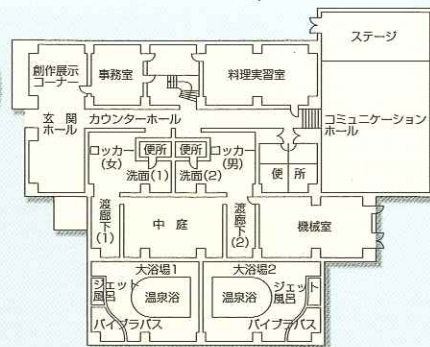 ステージ
創作展示
コーナー
事務室
料理実習室
玄関
ホール
カウンターホール
コミュニケーション
ホール
ロッカー
(女)
便所
便所
ロッカー
(男)
洗面(1)
洗面(2)
便所
渡廊下(1)
中庭
渡廊下(2)
機械室
大浴場1
大浴場2
ジェット
風呂
温泉浴
温泉浴
ジェット
風呂
バイブラバス
バイブラバス